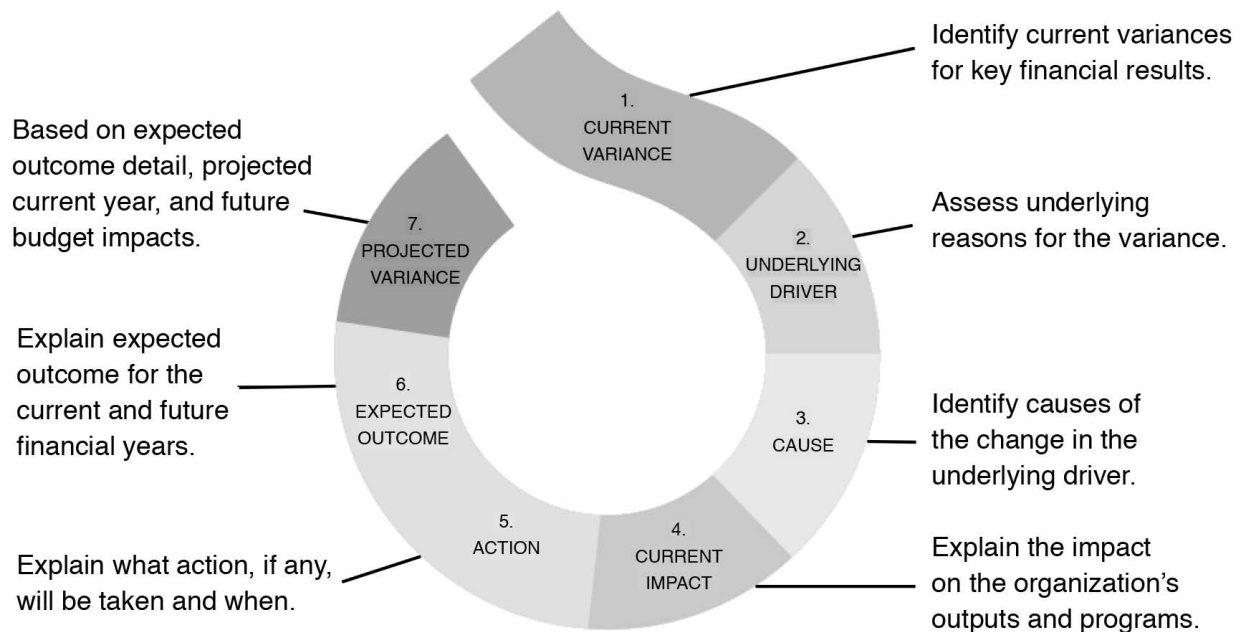 1.
CURRENT
VARIANCE
Identify current variances
for key financial results.
2.
UNDERLYING
DRIVER
Assess underlying
reasons for the variance.
3.
CAUSE
Identify causes of
the change in the
underlying driver.
4.
CURRENT
IMPACT
Explain the impact
on the organization’s
outputs and programs.
5.
ACTION
Explain what action, if any,
will be taken and when.
6.
EXPECTED
OUTCOME
Explain expected
outcome for the
current and future
financial years.
7.
PROJECTED
VARIANCE
Based on expected
outcome detail, projected
current year, and future
budget impacts.